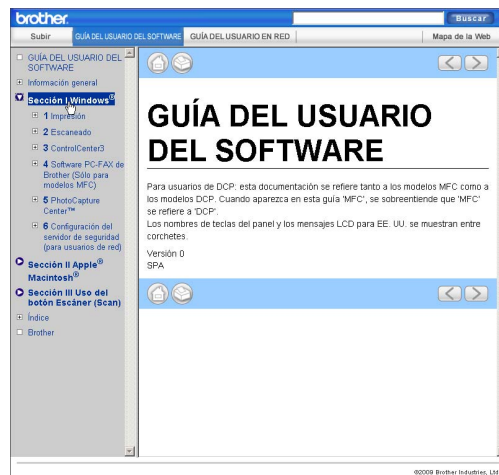 brother
Buscar
Subir
GUÍA DEL USUARIO DEL SOFTWARE
GUÍA DEL USUARIO EN RED
Mapa de la Web
GUÍA DEL USUARIO DEL
SOFTWARE
Información general
Sección I Windows®
1 Impresión
2 Escaneado
3 ControlCenter3
4 Software PC-FAX de
Brother (Sólo para
modelos MFC)
5 PhotoCapture
Center™
6 Configuración del
servidor de seguridad
(para usuarios de red)
Sección II Apple®
Macintosh®
Sección III Uso del
botón Escáner (Scan)
Índice
Brother
GUÍA DEL USUARIO
DEL SOFTWARE
Para usuarios de DCP: esta documentación se refiere tanto a los modelos MFC como a
los modelos DCP. Cuando aparezca en esta guía 'MFC', se sobreentiende que 'MFC'
se refiere a 'DCP'.
Los nombres de teclas del panel y los mensajes LCD para EE. UU. se muestran entre
corchetes.
Versión 0
SPA
©2009 Brother Industries, Ltd